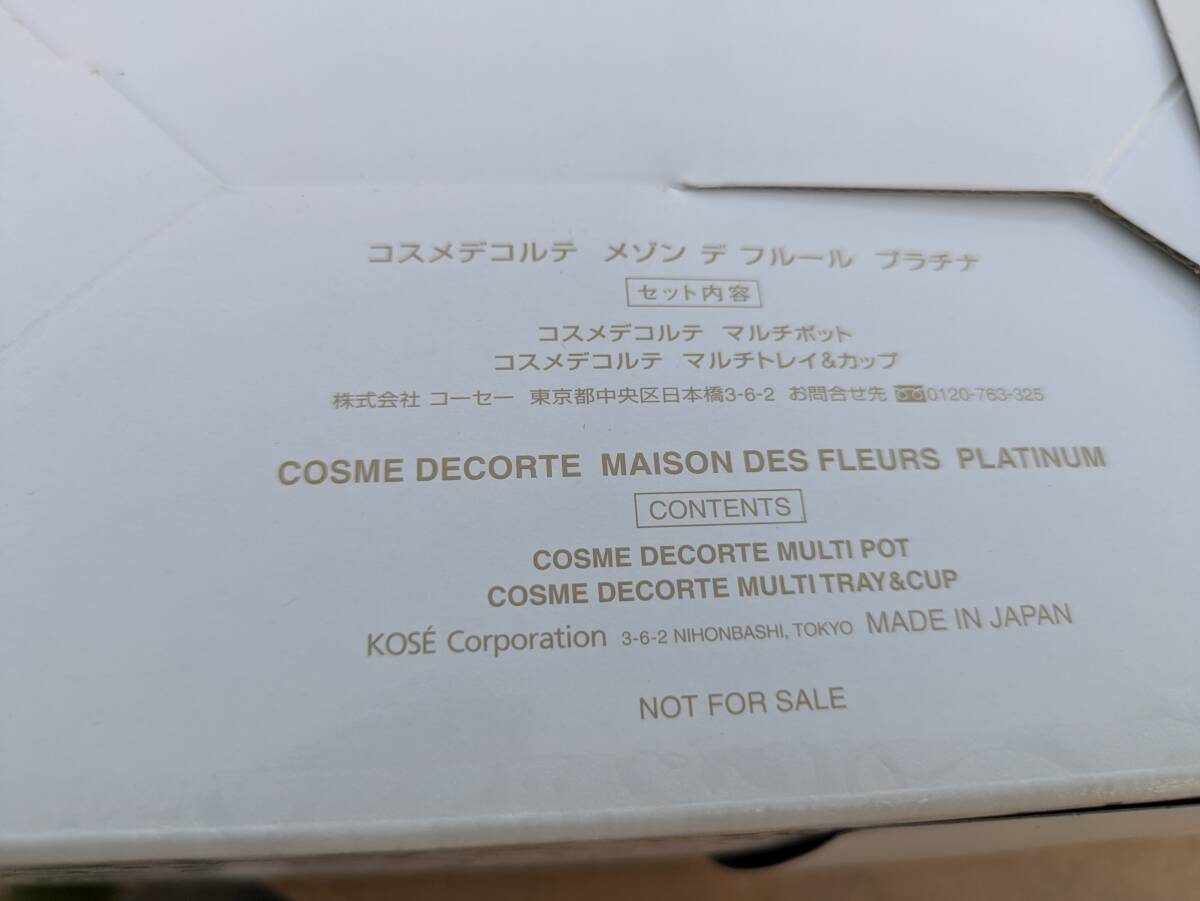 コスメデコルテ メゾン デ フルール プラチナ
セット内容
コスメデコルテ マルチポット
コスメデコルテ マルチトレイ&カップ
株式会社 コーセー 東京都中央区日本橋3-6-2 お問合せ先 0120-763-325
COSME DECORTE MAISON DES FLEURS PLATINUM
CONTENTS
COSME DECORTE MULTI POT
COSME DECORTE MULTI TRAY&CUP
KOSÉ Corporation 3-6-2 NIHONBASHI, TOKYO MADE IN JAPAN
NOT FOR SALE